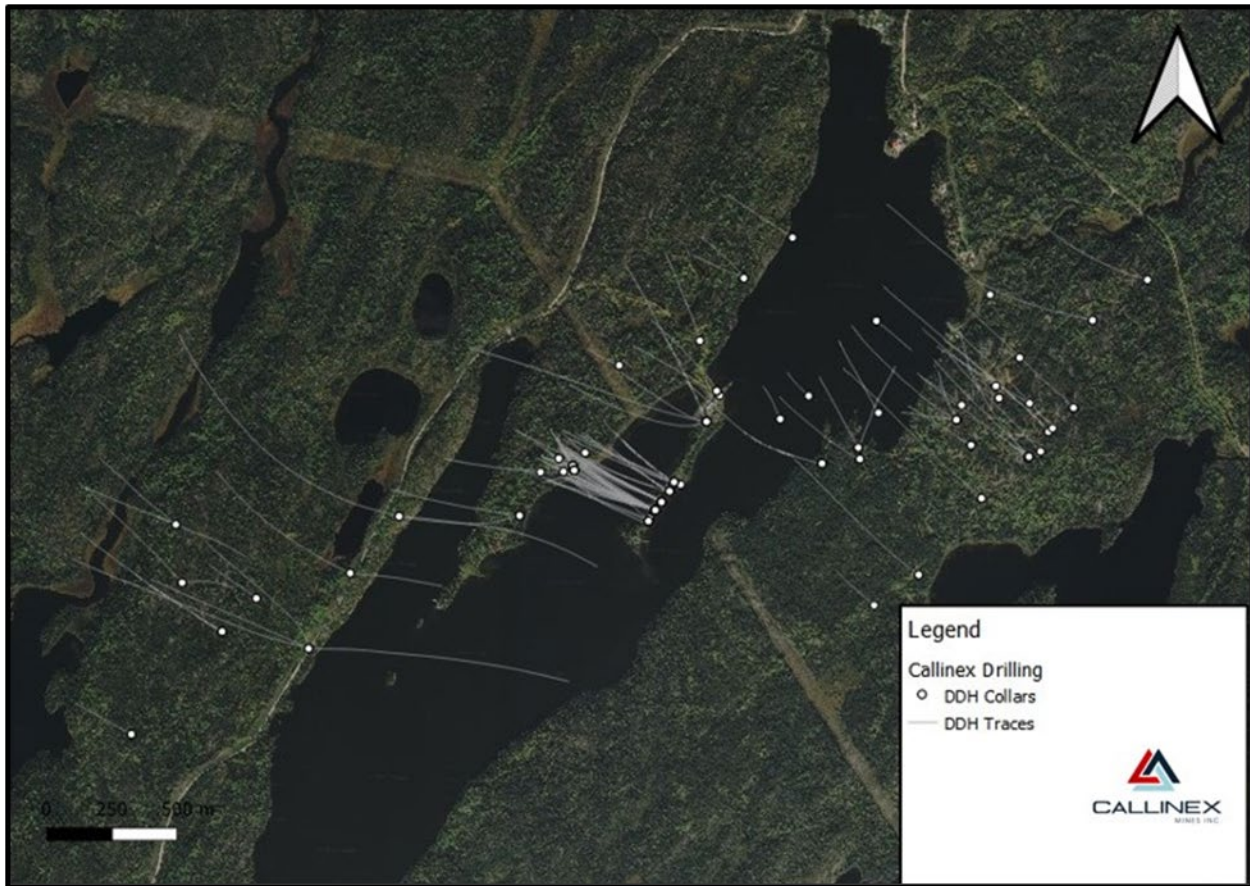 Legend
Callinex Drilling
DDH Collars
DDH Traces
CALLINEX
MINES INC.
0 250 500 m